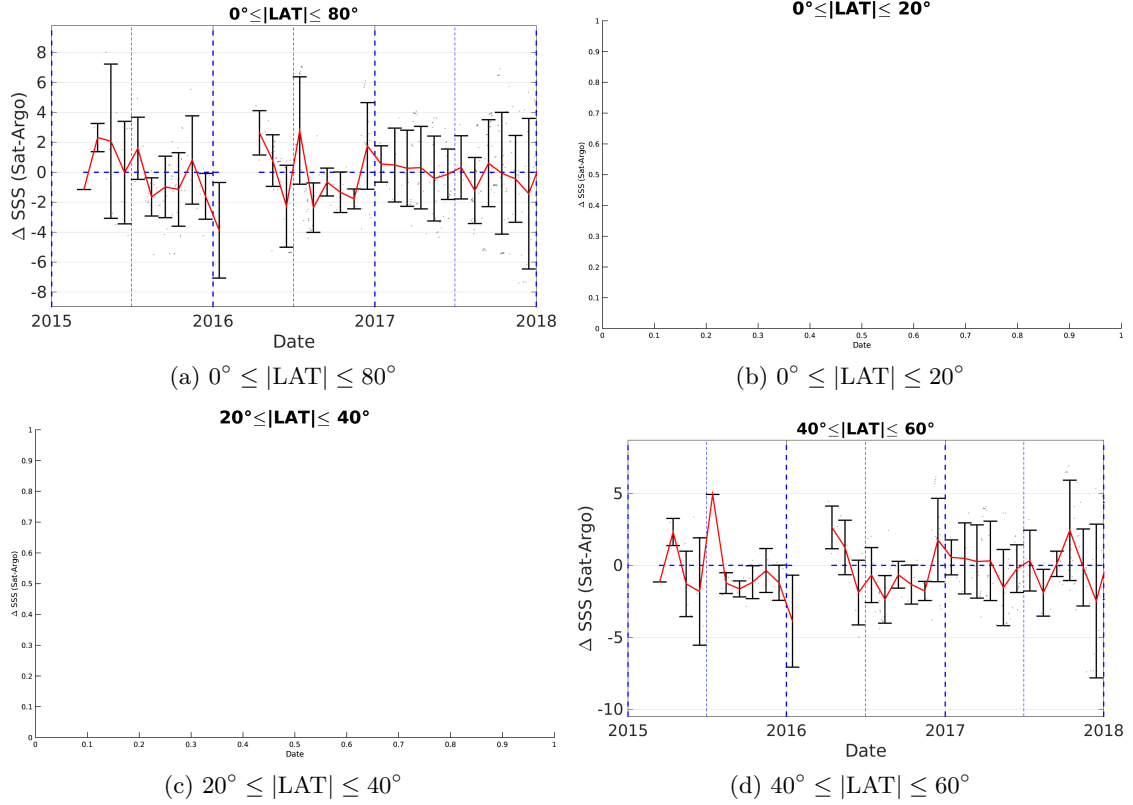 0°≤|LAT|≤ 80°
8
6
4
2
0
-2
-4
-6
-8
Δ SSS (Sat-Argo)
2015 2016 2017 2018
Date
(a) 0° ≤ |LAT| ≤ 80°
0°≤|LAT|≤ 20°
1
0.9
0.8
0.7
0.6
0.5
0.4
0.3
0.2
0.1
0
Δ SSS (Sat-Argo)
0 0.1 0.2 0.3 0.4 0.5 0.6 0.7 0.8 0.9 1
Date
(b) 0° ≤ |LAT| ≤ 20°
20°≤|LAT|≤ 40°
1
0.9
0.8
0.7
0.6
0.5
0.4
0.3
0.2
0.1
0
Δ SSS (Sat-Argo)
0 0.1 0.2 0.3 0.4 0.5 0.6 0.7 0.8 0.9 1
Date
(c) 20° ≤ |LAT| ≤ 40°
40°≤|LAT|≤ 60°
5
0
-5
-10
Δ SSS (Sat-Argo)
2015 2016 2017 2018
Date
(d) 40° ≤ |LAT| ≤ 60°